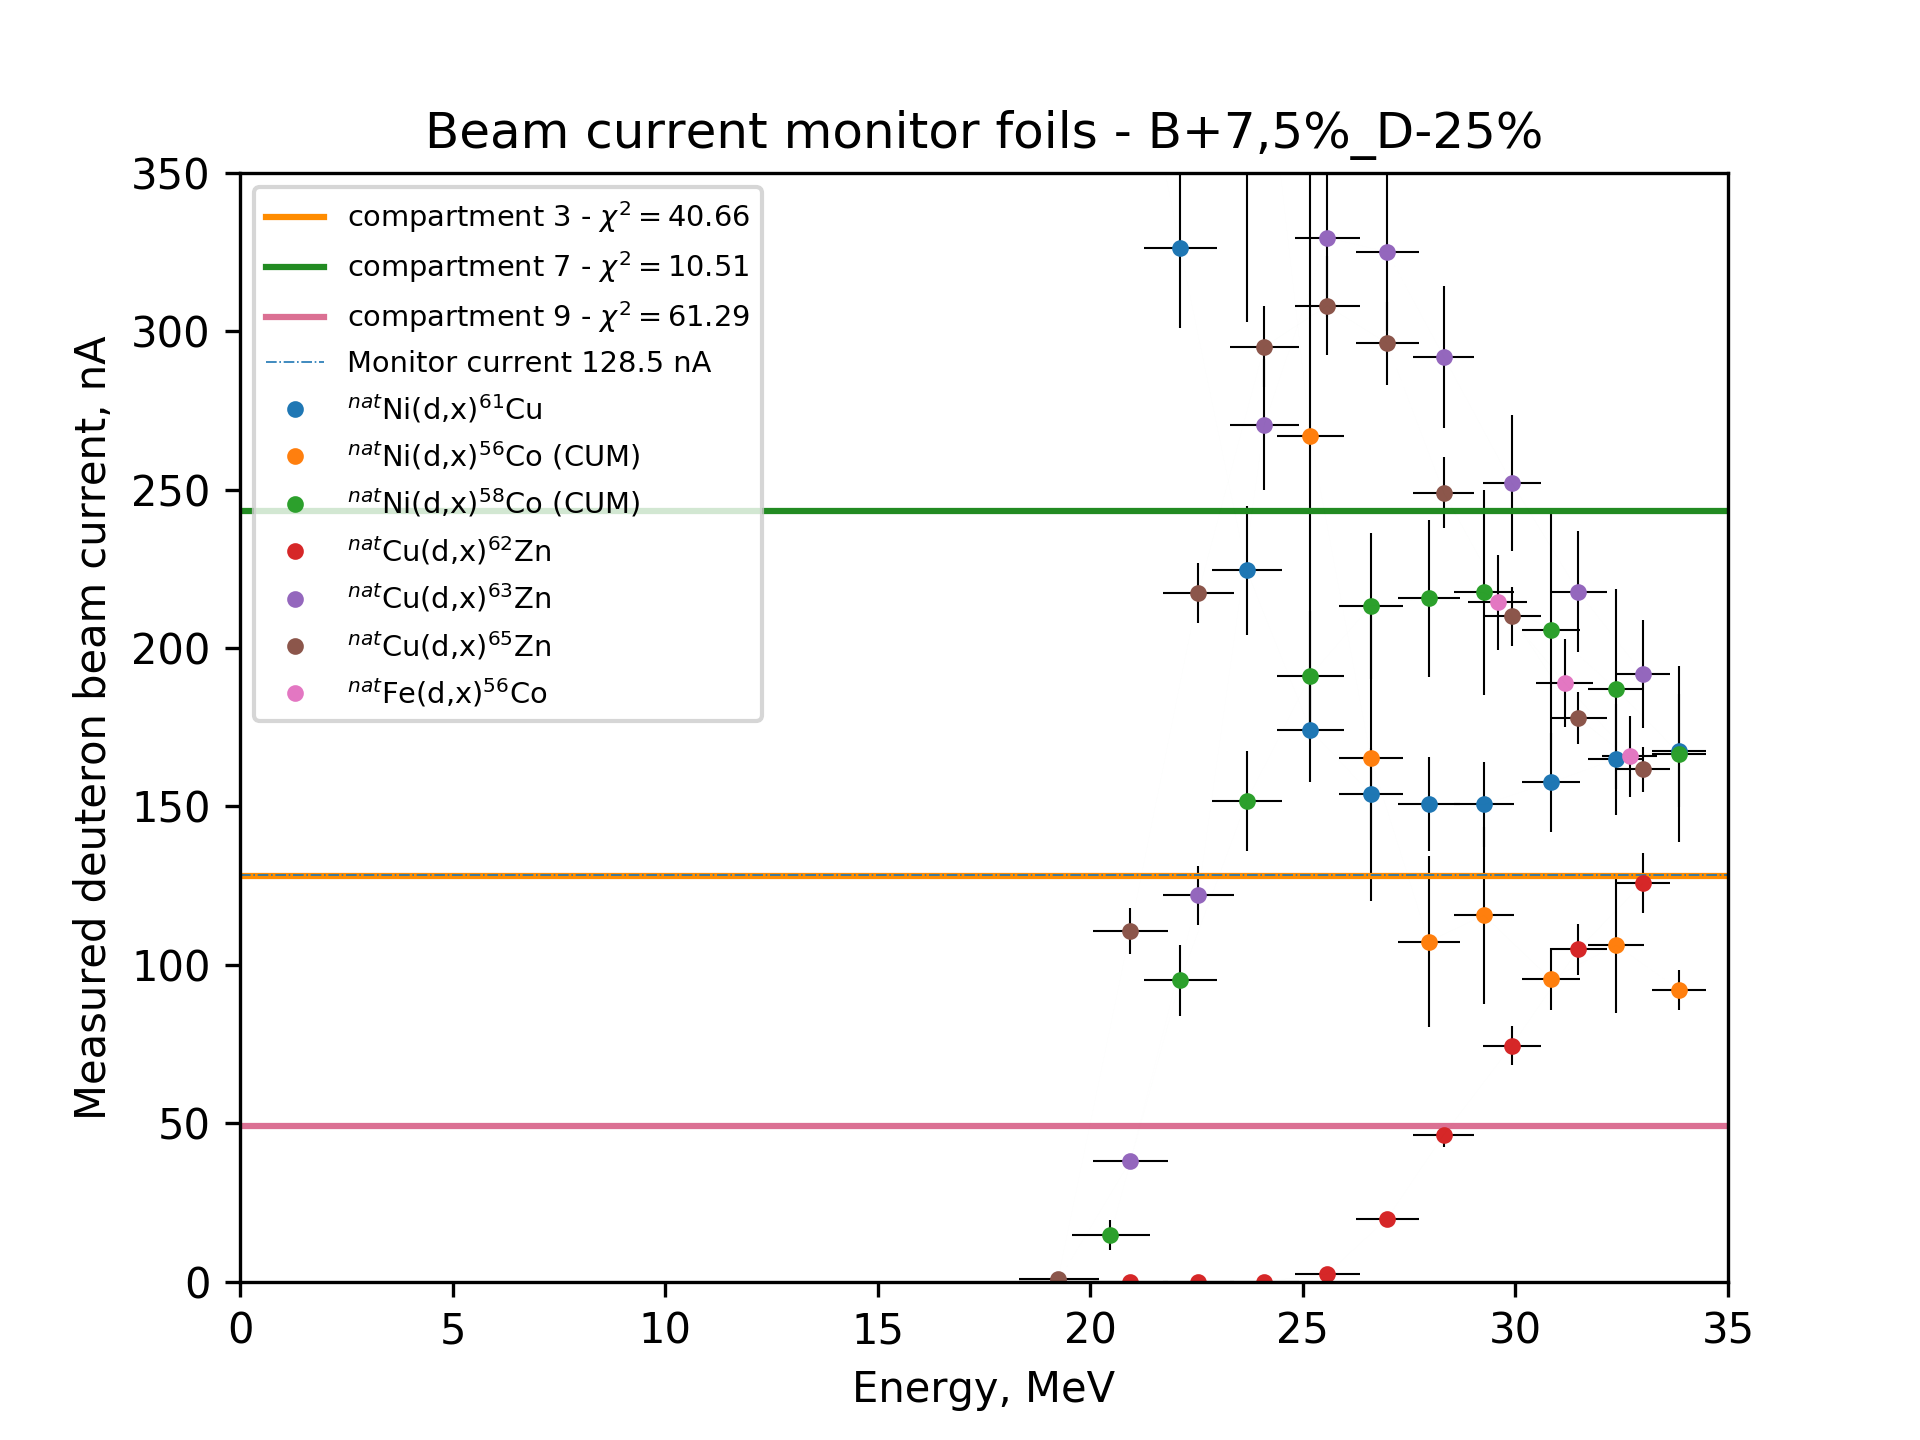 Beam current monitor foils - B+7,5%_D-25%
350
300
250
200
150
100
50
0
Measured deuteron beam current, nA
compartment 3 - χ² = 40.66
compartment 7 - χ² = 10.51
compartment 9 - χ² = 61.29
Monitor current 128.5 nA
ⁿᵃᵗNi(d,x)⁶¹Cu
ⁿᵃᵗNi(d,x)⁵⁶Co (CUM)
ⁿᵃᵗNi(d,x)⁵⁸Co (CUM)
ⁿᵃᵗCu(d,x)⁶²Zn
ⁿᵃᵗCu(d,x)⁶³Zn
ⁿᵃᵗCu(d,x)⁶⁵Zn
ⁿᵃᵗFe(d,x)⁵⁶Co
0 5 10 15 20 25 30 35
Energy, MeV